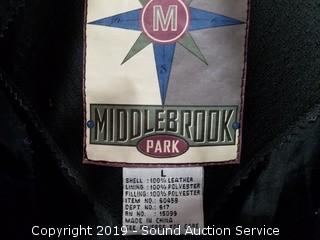 M
S
MIDDLEBROOK
PARK
L
SHELL :100% LEATHER
LINING :100% POLYESTER
FILLING:100% POLYESTER
ITEM NO: 60459
DEPT NO: 617
RN NO: 15099
MADE IN CHINA
Copyright 2019 - Sound Auction Service